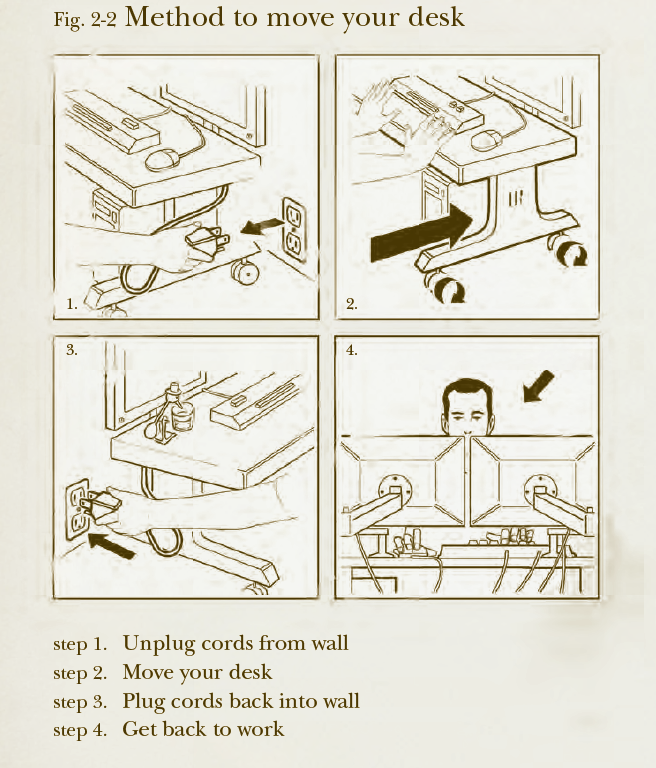 Fig. 2-2 Method to move your desk
1.
2.
3.
4.
step 1. Unplug cords from wall
step 2. Move your desk
step 3. Plug cords back into wall
step 4. Get back to work